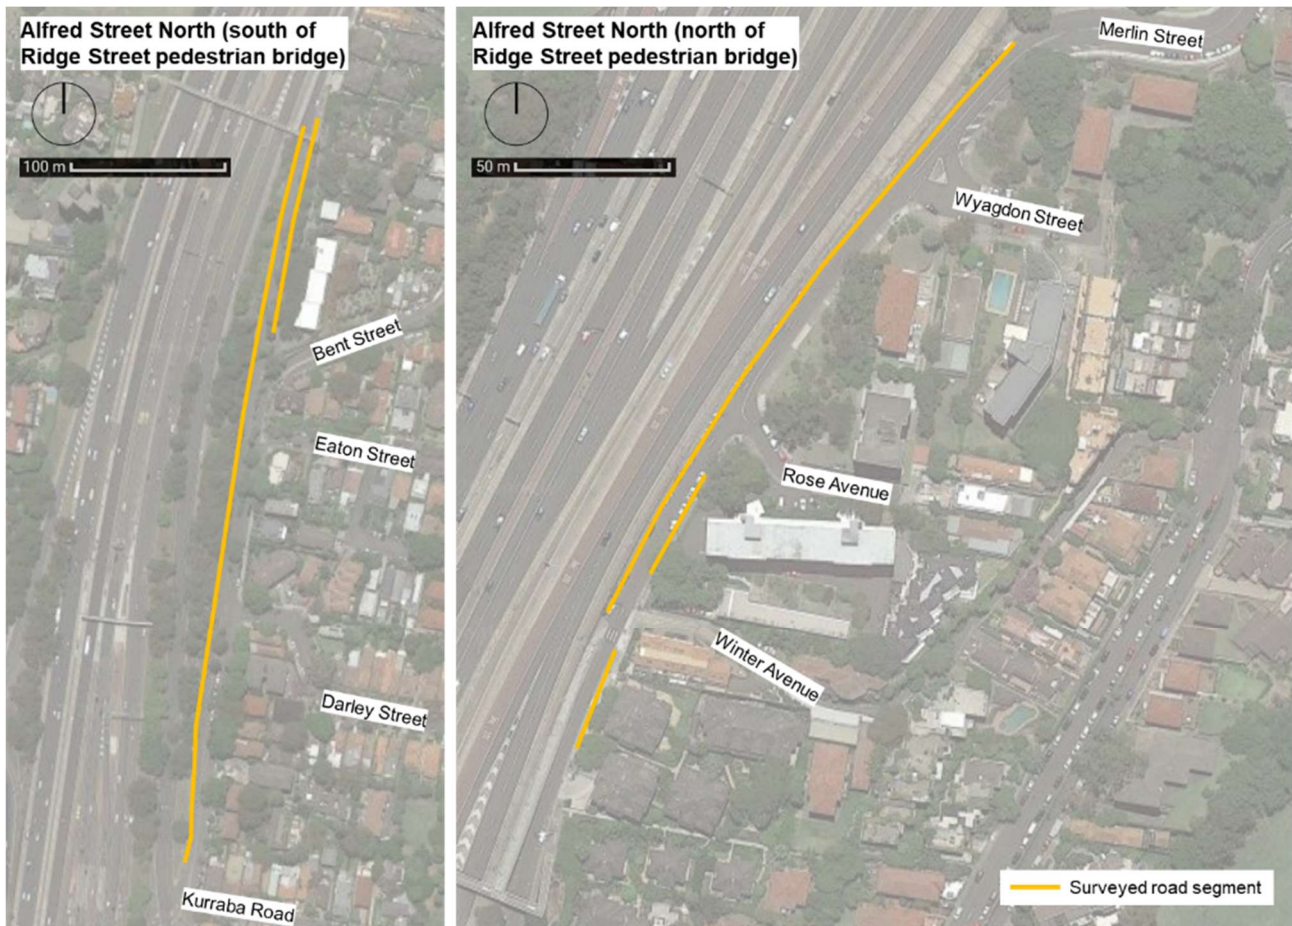 Alfred Street North (south of
Ridge Street pedestrian bridge)
100 m
Bent Street
Eaton Street
Darley Street
Kurraba Road
Alfred Street North (north of
Ridge Street pedestrian bridge)
50 m
Merlin Street
Wyagdon Street
Rose Avenue
Winter Avenue
Surveyed road segment